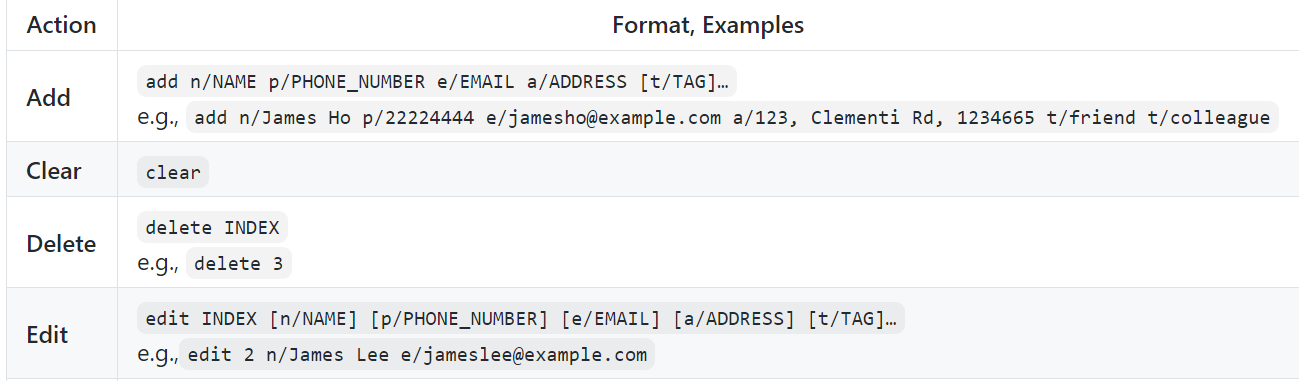 Action Format, Examples
Add
add n/NAME p/PHONE_NUMBER e/EMAIL a/ADDRESS [t/TAG]…
e.g., add n/James Ho p/22224444 e/jamesho@example.com a/123, Clementi Rd, 1234665 t/friend t/colleague
Clear clear
Delete
delete INDEX
e.g., delete 3
Edit
edit INDEX [n/NAME] [p/PHONE_NUMBER] [e/EMAIL] [a/ADDRESS] [t/TAG]…
e.g., edit 2 n/James Lee e/jameslee@example.com